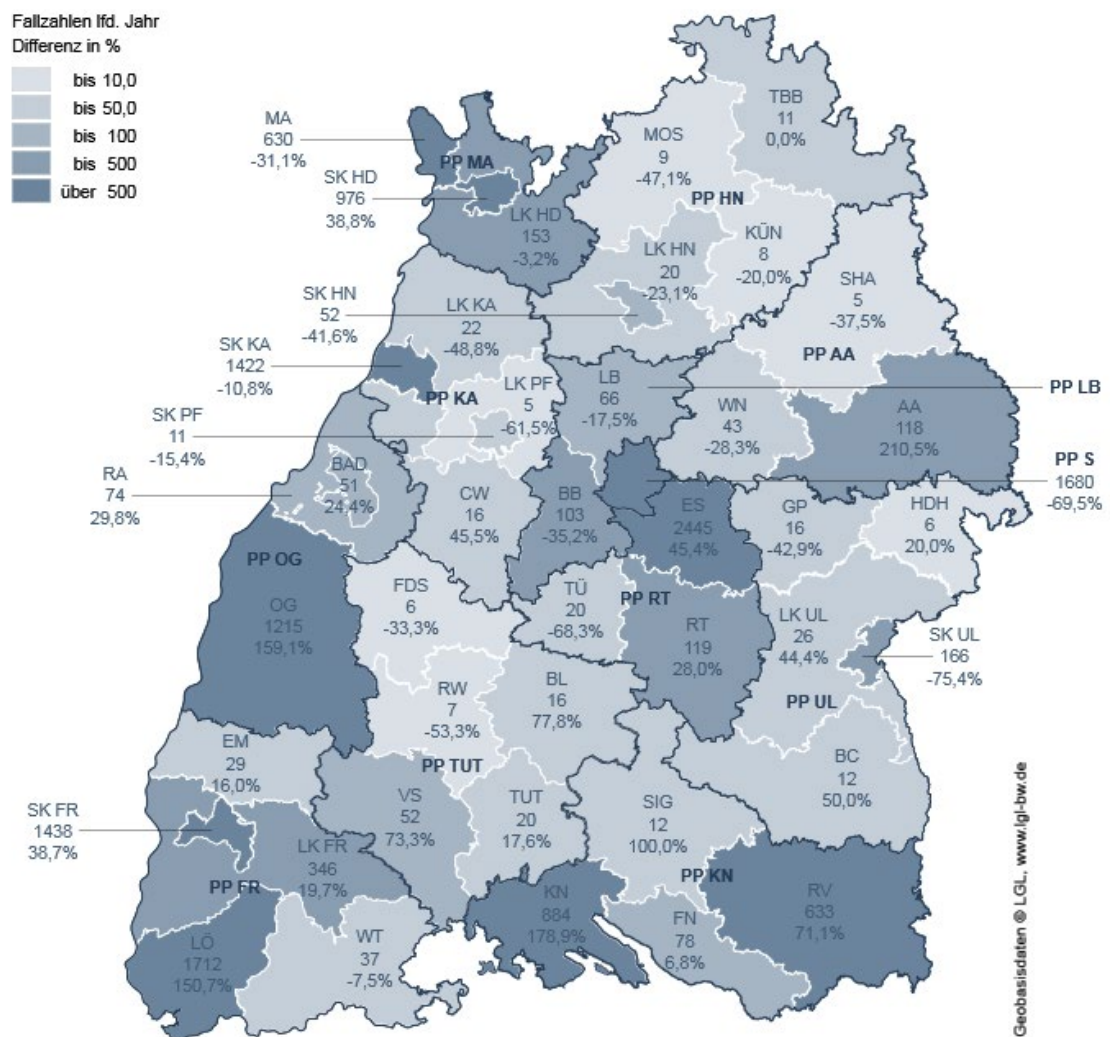 Fallzahlen lfd. Jahr
Differenz in %
bis 10,0
bis 50,0
bis 100
bis 500
über 500
MA
630
-31,1%
PP MA
SK HD
976
38,8%
LK HD
153
-3,2%
MOS
9
-47,1%
TBB
11
0,0%
PP HN
LK HN
20
-23,1%
KÜN
8
-20,0%
SK HN
52
-41,6%
LK KA
22
-48,8%
SHA
5
-37,5%
PP AA
SK KA
1422
-10,8%
PP KA
LK PF
5
-61,5%
LB
66
-17,5%
PP LB
WN
43
-28,3%
AA
118
210,5%
SK PF
11
-15,4%
PP S
1680
-69,5%
RA
74
29,8%
BAD
51
24,4%
CW
16
45,5%
BB
103
-35,2%
ES
2445
45,4%
GP
16
-42,9%
HDH
6
20,0%
PP OG
OG
1215
159,1%
FDS
6
-33,3%
TÜ
20
-68,3%
PP RT
RT
119
28,0%
LK UL
26
44,4%
SK UL
166
-75,4%
PP UL
RW
7
-53,3%
BL
16
77,8%
EM
29
16,0%
PP TUT
BC
12
50,0%
VS
52
73,3%
TUT
20
17,6%
SIG
12
100,0%
SK FR
1438
38,7%
LK FR
346
19,7%
PP FR
PP KN
KN
884
178,9%
RV
633
71,1%
FN
78
6,8%
LÖ
1712
150,7%
WT
37
-7,5%
Geobasisdaten © LGL, www.lgl-bw.de